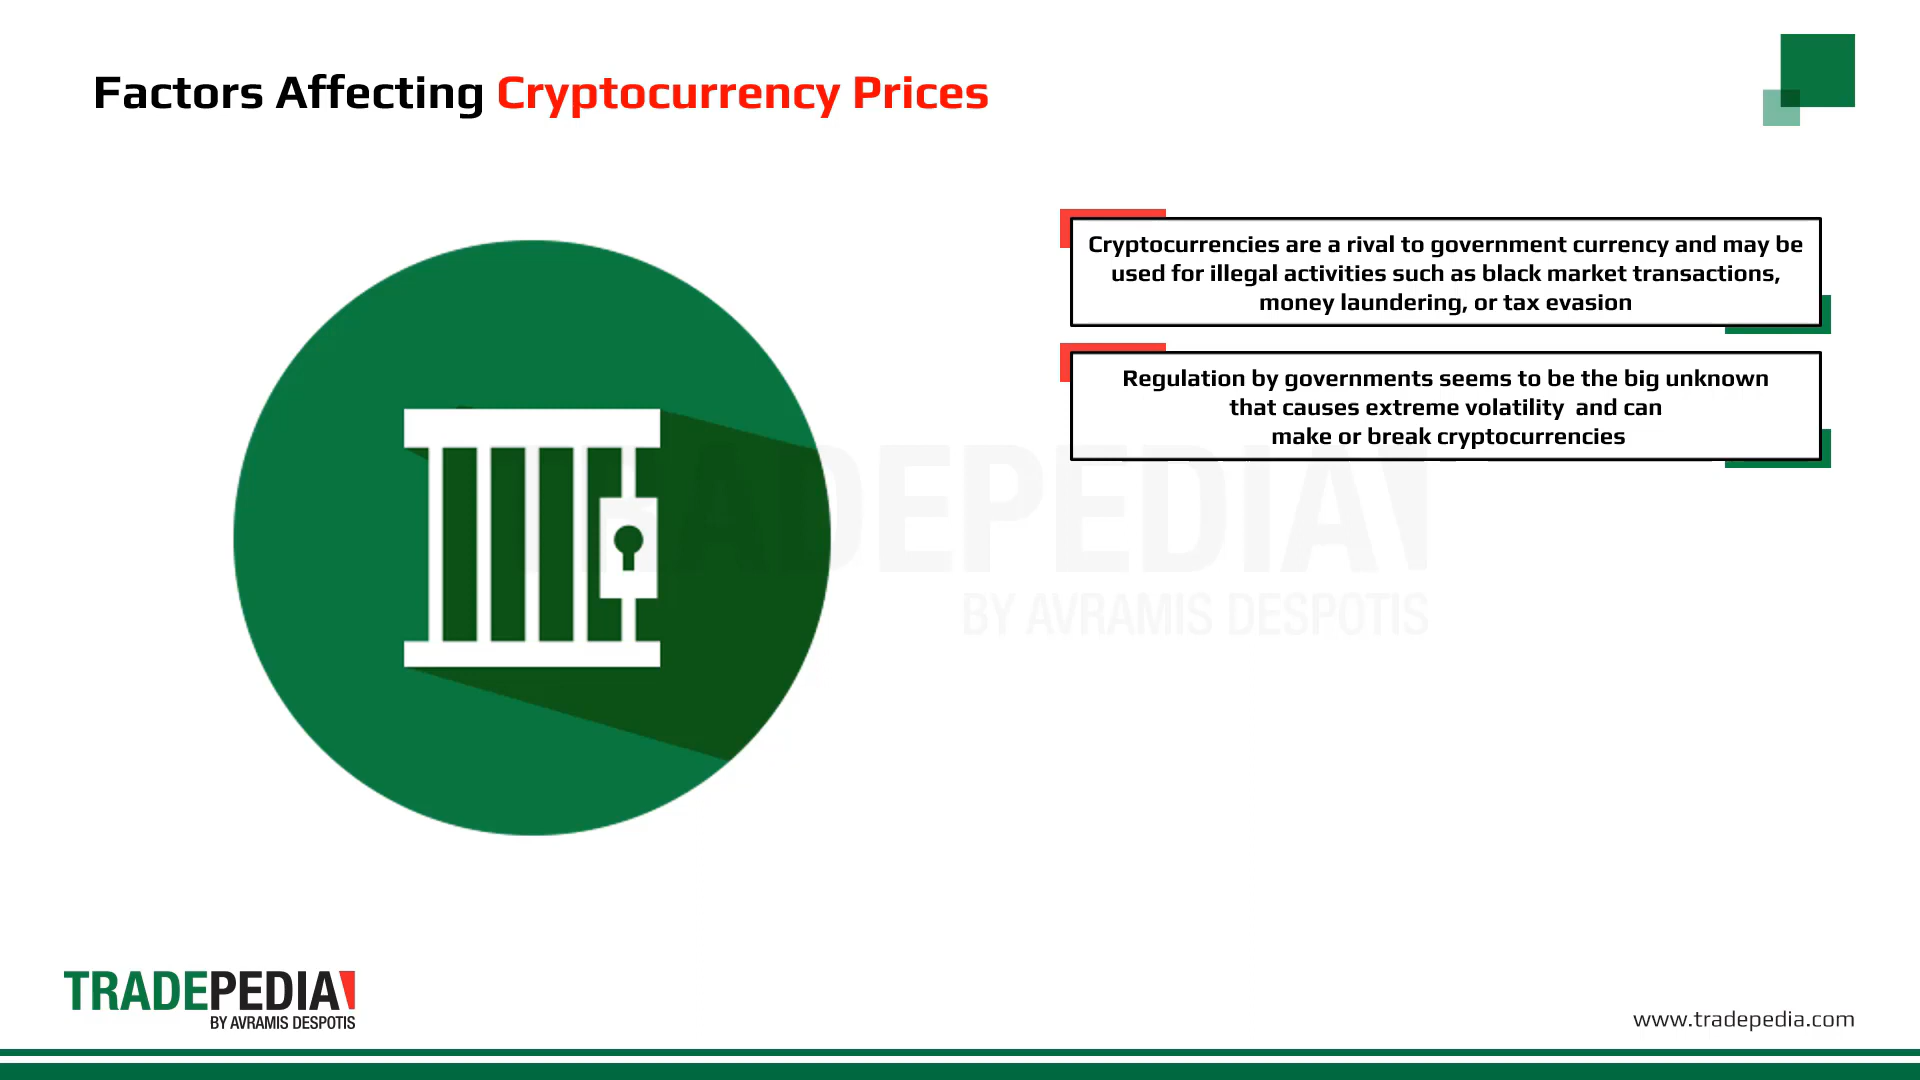 Factors Affecting Cryptocurrency Prices
Cryptocurrencies are a rival to government currency and may be
used for illegal activities such as black market transactions,
money laundering, or tax evasion
Regulation by governments seems to be the big unknown
that causes extreme volatility  and can
make or break cryptocurrencies
TRADEPEDIA
BY AVRAMIS DESPOTIS
TRADEPEDIA
BY AVRAMIS DESPOTIS
www.tradepedia.com